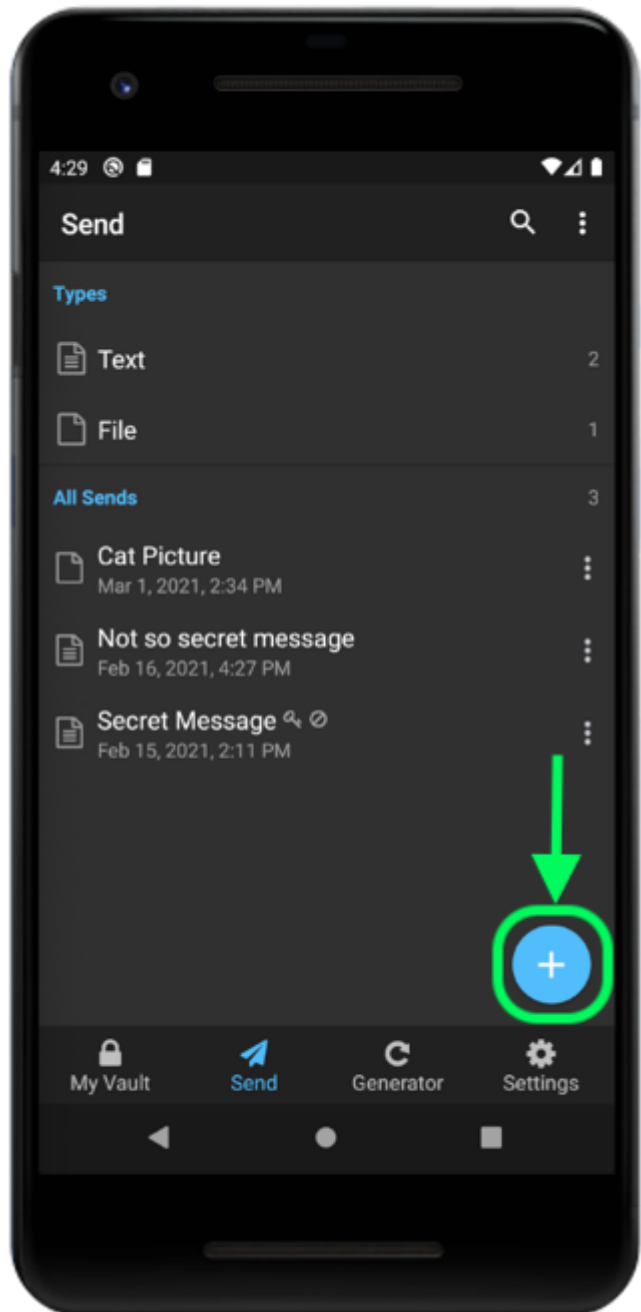 4:29
Send
Types
Text 2
File 1
All Sends 3
Cat Picture
Mar 1, 2021, 2:34 PM
Not so secret message
Feb 16, 2021, 4:27 PM
Secret Message
Feb 15, 2021, 2:11 PM
My Vault Send Generator Settings